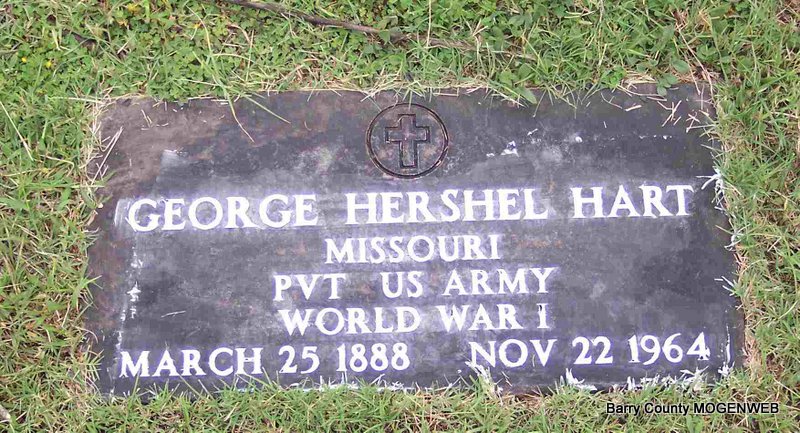 GEORGE HERSHEL HART
MISSOURI
PVT US ARMY
WORLD WAR I
MARCH 25 1888 NOV 22 1964
Barry County MOGENWEB